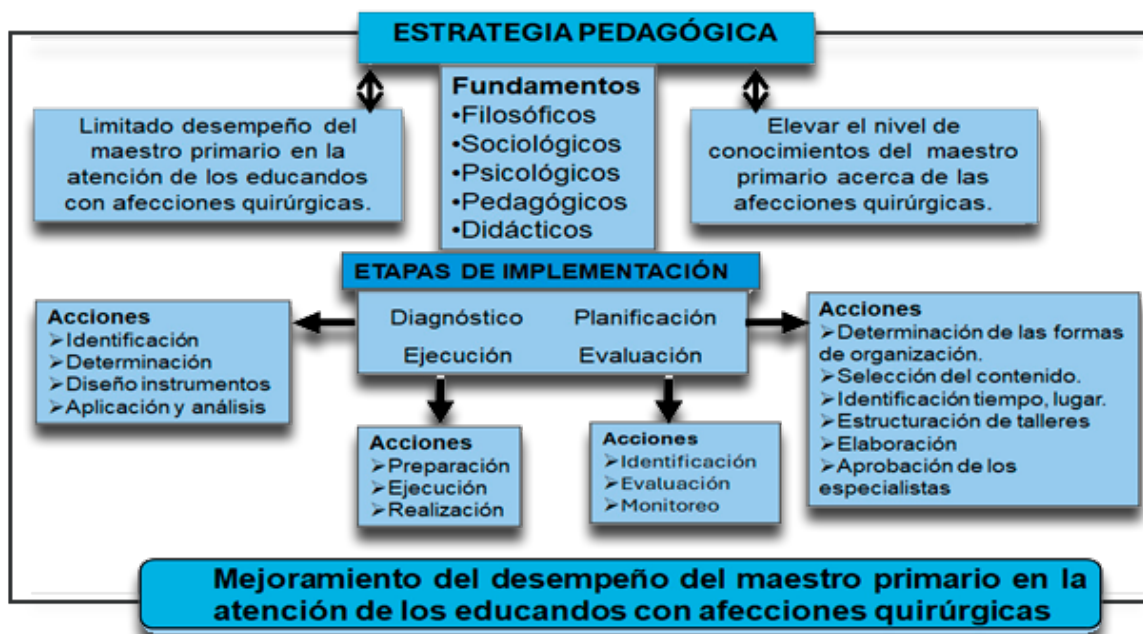 ESTRATEGIA PEDAGÓGICA
Limitado desempeño del
maestro primario en la
atención de los educandos
con afecciones quirúrgicas.
Fundamentos
•Filosóficos
•Sociológicos
•Psicológicos
•Pedagógicos
•Didácticos
Elevar el nivel de
conocimientos del maestro
primario acerca de las
afecciones quirúrgicas.
ETAPAS DE IMPLEMENTACIÓN
Diagnóstico Planificación
Ejecución Evaluación
Acciones
➢Identificación
➢Determinación
➢Diseño instrumentos
➢Aplicación y análisis
Acciones
➢Preparación
➢Ejecución
➢Realización
Acciones
➢Identificación
➢Evaluación
➢Monitoreo
Acciones
➢Determinación de las formas
de organización.
➢Selección del contenido.
➢Identificación tiempo, lugar.
➢Estructuración de talleres
➢Elaboración
➢Aprobación de los
especialistas
Mejoramiento del desempeño del maestro primario en la
atención de los educandos con afecciones quirúrgicas